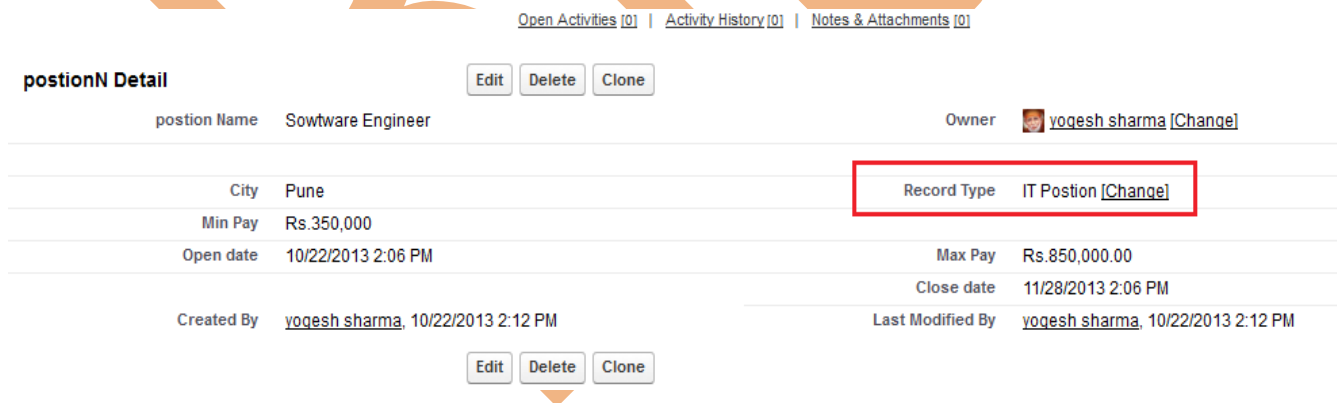 Open Activities [0] | Activity History [0] | Notes & Attachments [0]
postionN Detail Edit Delete Clone
postion Name Sowtware Engineer Owner yogesh sharma [Change]
City Pune Record Type IT Postion [Change]
Min Pay Rs.350,000
Open date 10/22/2013 2:06 PM Max Pay Rs.850,000.00
Close date 11/28/2013 2:06 PM
Created By yogesh sharma, 10/22/2013 2:12 PM Last Modified By yogesh sharma, 10/22/2013 2:12 PM
Edit Delete Clone